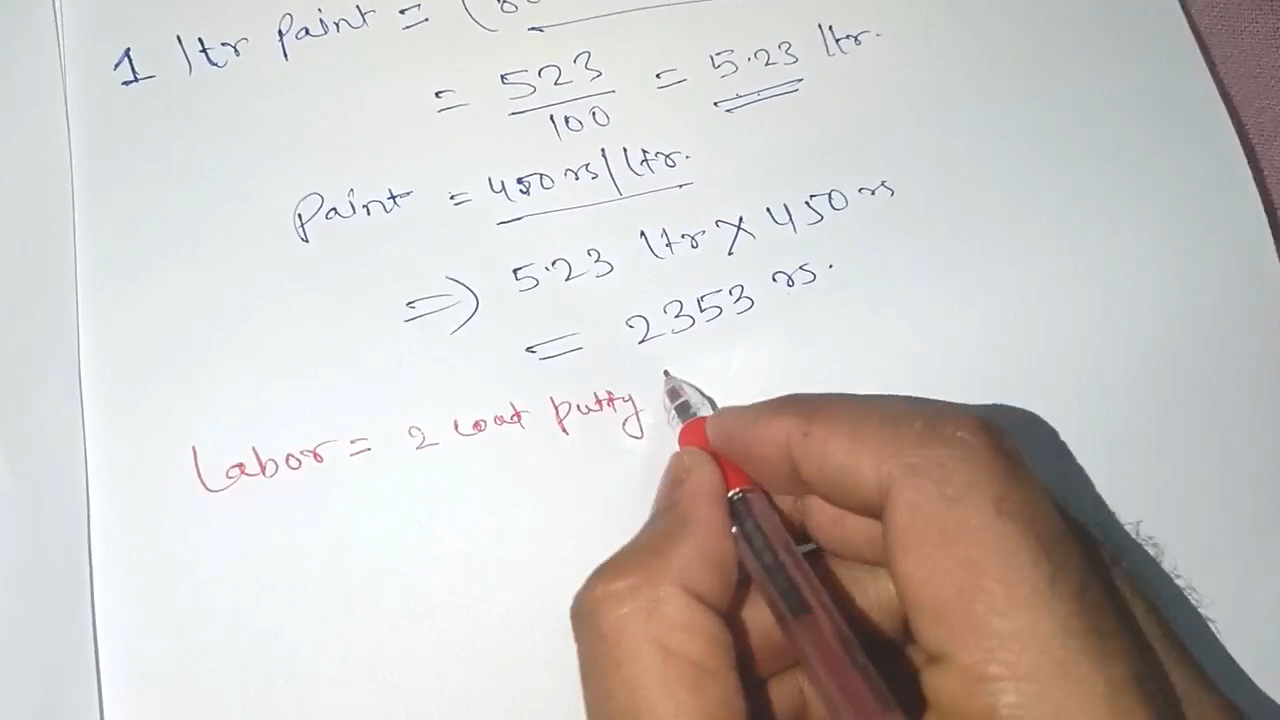 1 ltr paint = (
= 523/100 = 5.23 ltr.
Paint = 450 rs/ltr.
=> 5.23 ltr X 450 rs
= 2353 rs.
Labor = 2 coat putty